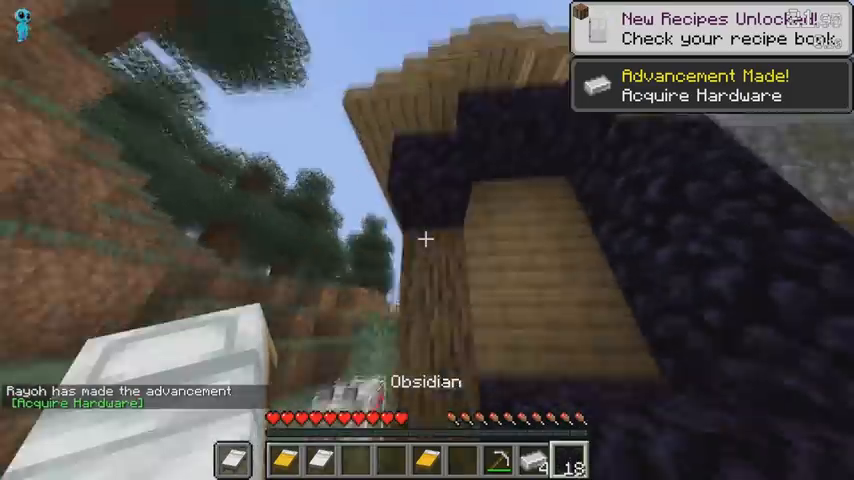 New Recipes Unlocked!
Check your recipe book
Advancement Made!
Acquire Hardware
Rayoh has made the advancement
[Acquire Hardware]
Obsidian
4
18